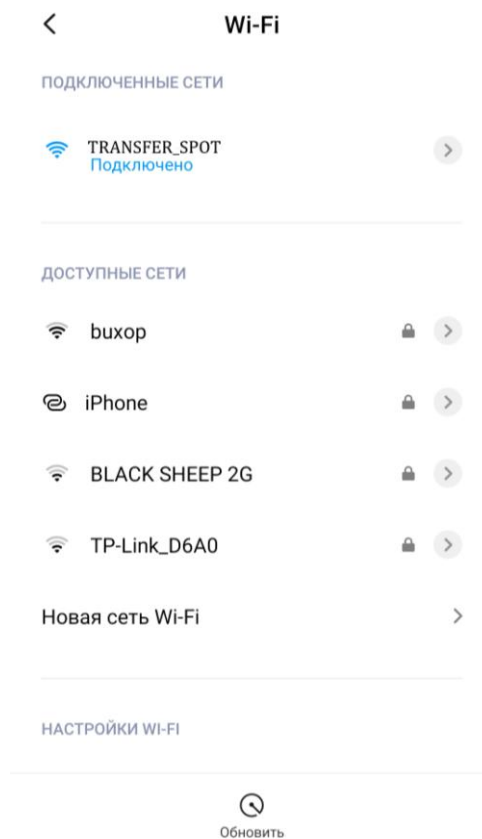 Wi-Fi
ПОДКЛЮЧЕННЫЕ СЕТИ
TRANSFER_SPOT
Подключено
ДОСТУПНЫЕ СЕТИ
buxop
iPhone
BLACK SHEEP 2G
TP-Link_D6A0
Новая сеть Wi-Fi
НАСТРОЙКИ WI-FI
Обновить